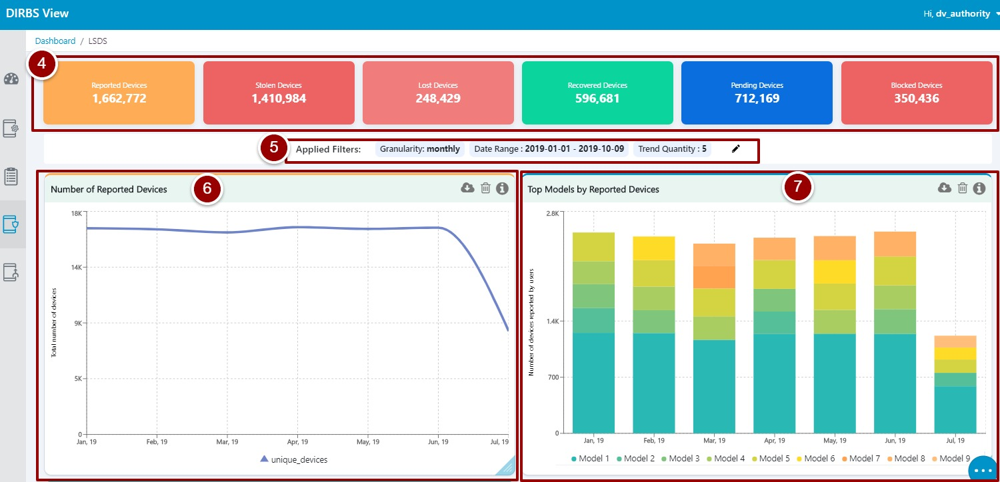 DIRBS View
Hi, dv_authority
Dashboard / LSDS
4
Reported Devices
1,662,772
Stolen Devices
1,410,984
Lost Devices
248,429
Recovered Devices
596,681
Pending Devices
712,169
Blocked Devices
350,436
5
Applied Filters: Granularity: monthly Date Range : 2019-01-01 - 2019-10-09 Trend Quantity : 5
Number of Reported Devices
6
18K
14K
9K
5K
0
Total number of devices
Jan, 19 Feb, 19 Mar, 19 Apr, 19 May, 19 Jun, 19 Jul, 19
unique_devices
Top Models by Reported Devices
7
2.8K
1.4K
700
0
Number of devices reported by users
Jan, 19 Feb, 19 Mar, 19 Apr, 19 May, 19 Jun, 19 Jul, 19
Model 1 Model 2 Model 3 Model 4 Model 5 Model 6 Model 7 Model 8 Model 9